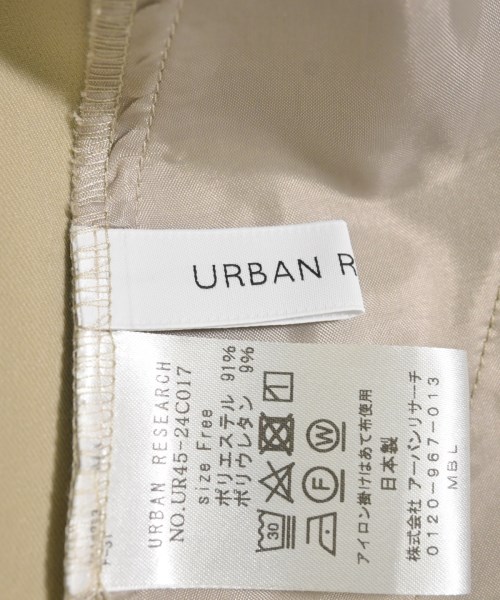 URBAN R
URBAN RESEARCH
NO.UR45-24C017
size Free
ポリエステル 91%
ポリウレタン 9%
30
F W
アイロン掛けはあて布使用
日本製
株式会社 アーバンリサーチ
0120-967-013
MBL